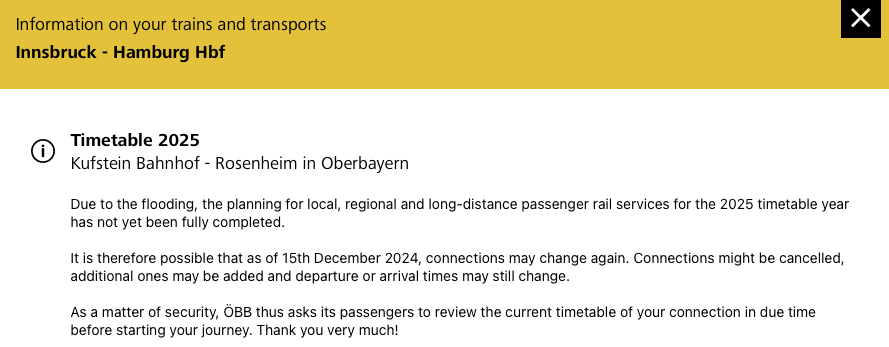 Information on your trains and transports
Innsbruck - Hamburg Hbf
Timetable 2025
Kufstein Bahnhof - Rosenheim in Oberbayern
Due to the flooding, the planning for local, regional and long-distance passenger rail services for the 2025 timetable year
has not yet been fully completed.
It is therefore possible that as of 15th December 2024, connections may change again. Connections might be cancelled,
additional ones may be added and departure or arrival times may still change.
As a matter of security, ÖBB thus asks its passengers to review the current timetable of your connection in due time
before starting your journey. Thank you very much!